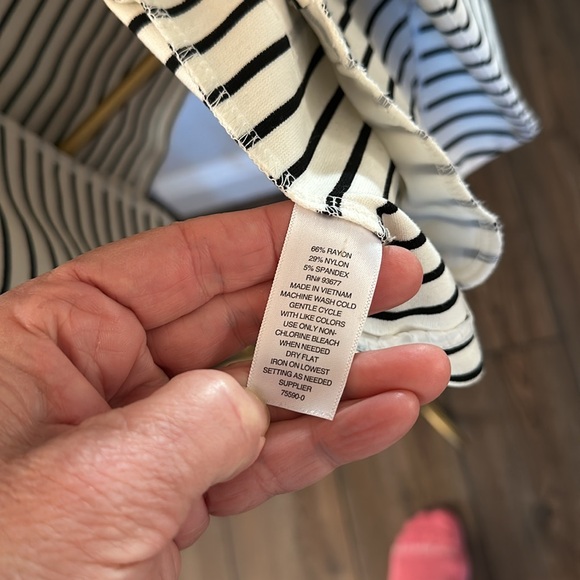 66% RAYON
29% NYLON
5% SPANDEX
RN# 93677
MADE IN VIETNAM
MACHINE WASH COLD
GENTLE CYCLE
WITH LIKE COLORS
USE ONLY NON-
CHLORINE BLEACH
WHEN NEEDED
DRY FLAT
IRON ON LOWEST
SETTING AS NEEDED
SUPPLIER
75590-0